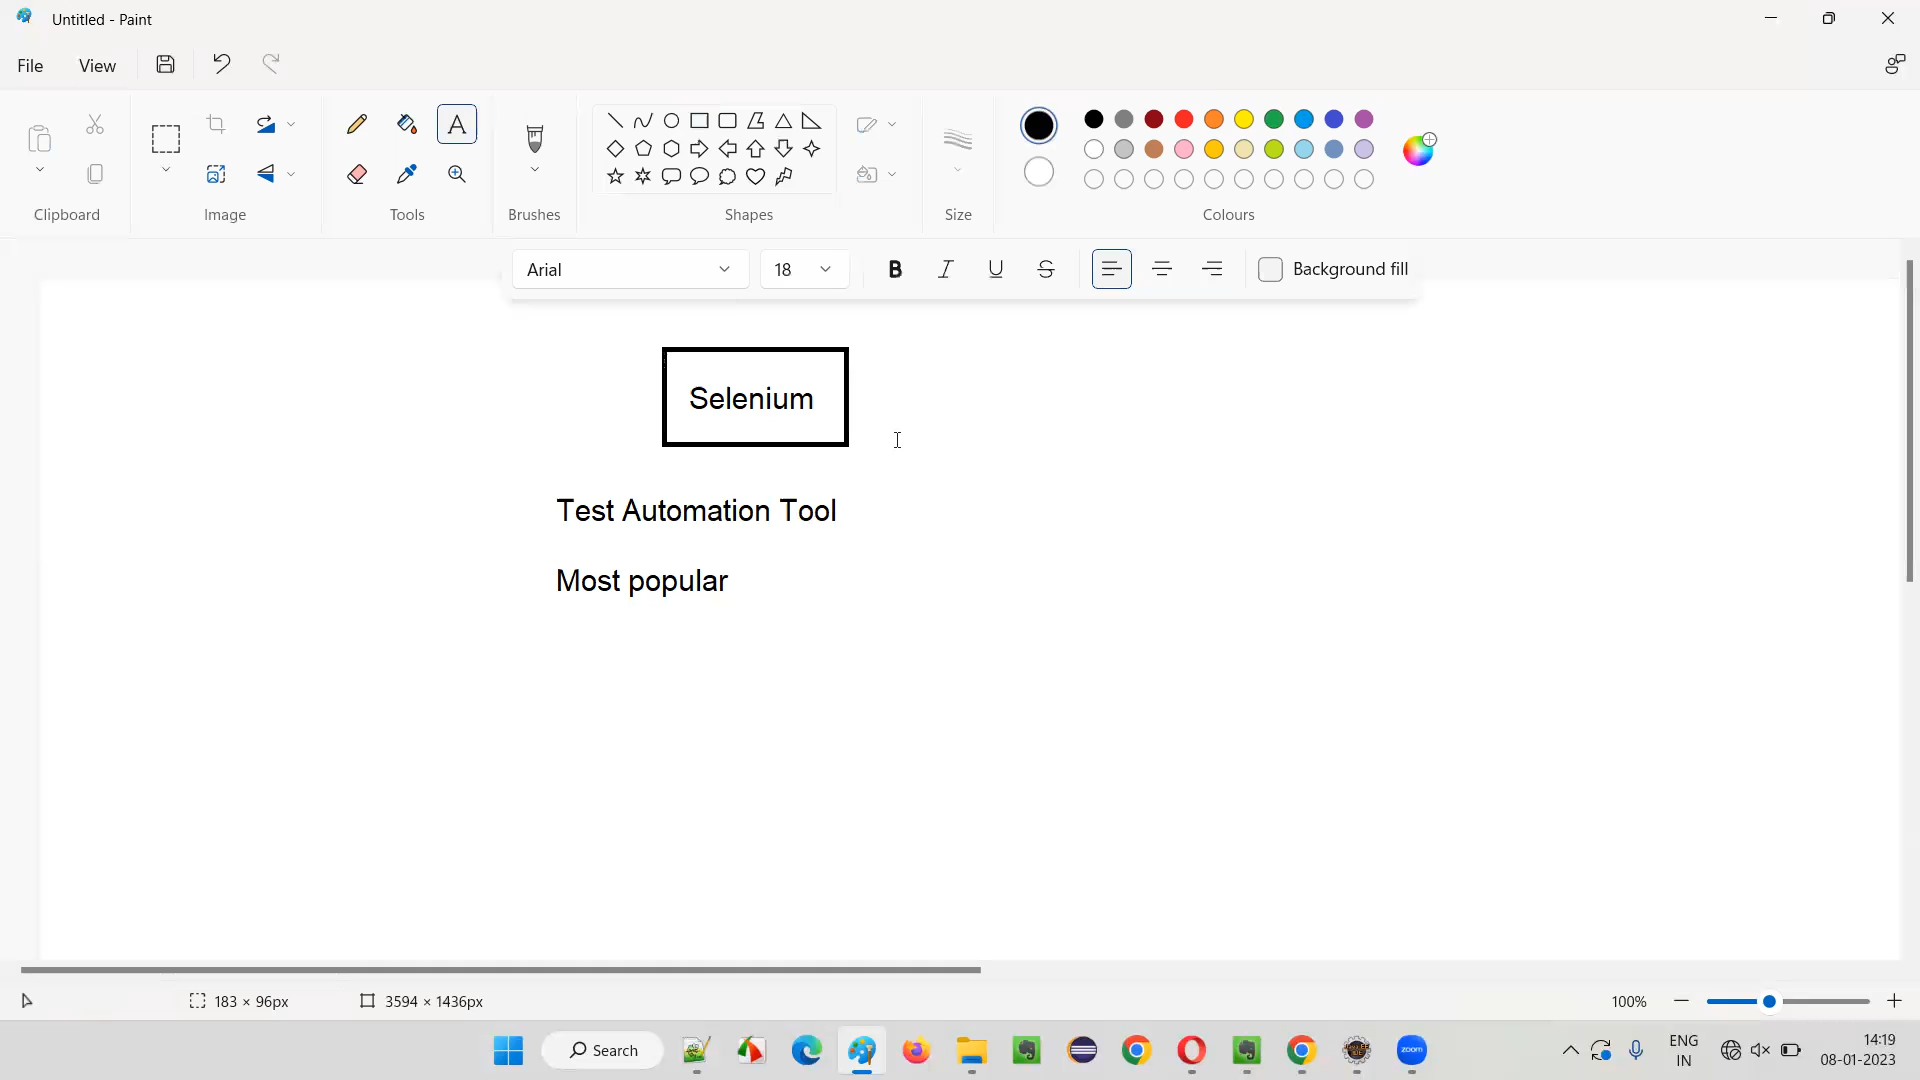 Untitled - Paint
File View
Clipboard
Image
Tools
Brushes
Shapes
Size
Colours
Arial
18
B I U
Background fill
Selenium
Test Automation Tool
Most popular
183 × 96px
3594 × 1436px
100%
Search
zoom
ENG
IN
14:19
08-01-2023